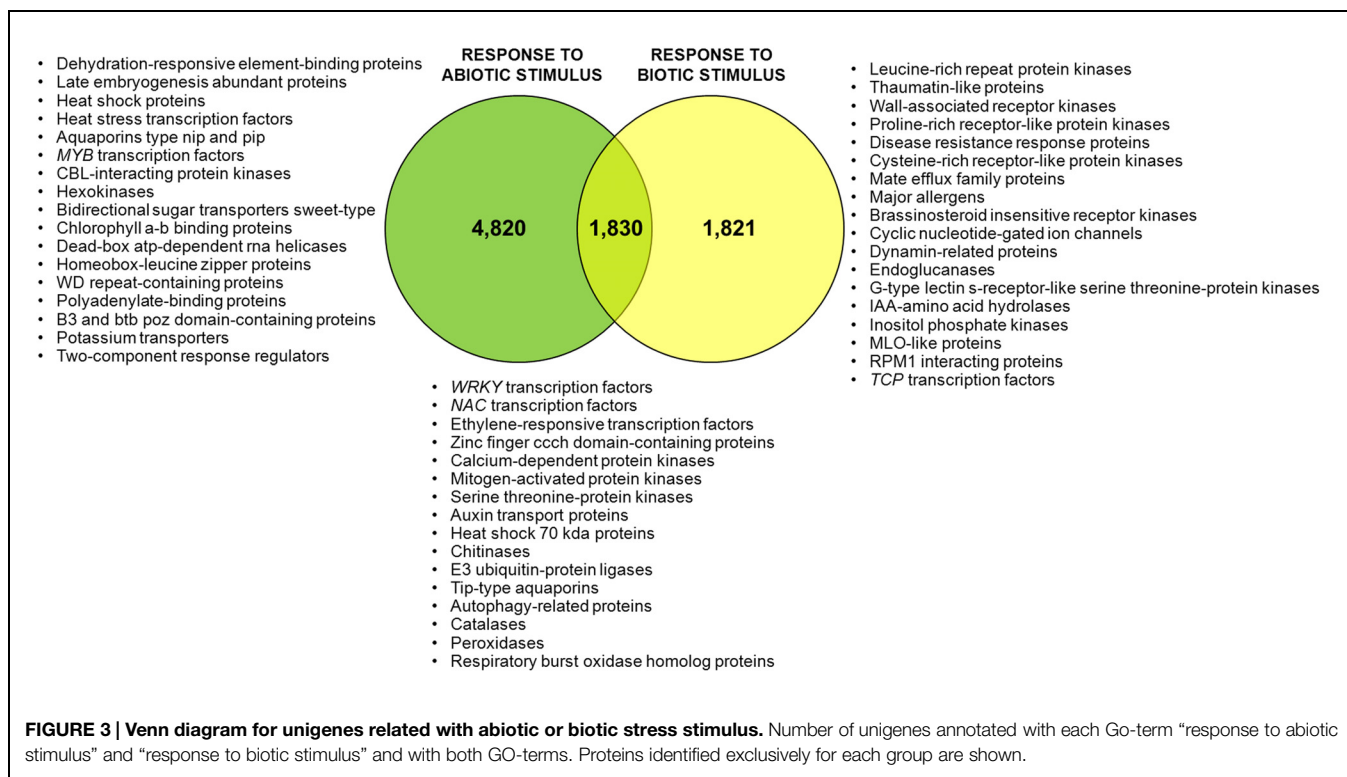 RESPONSE TO
ABIOTIC STIMULUS
RESPONSE TO
BIOTIC STIMULUS
• Dehydration-responsive element-binding proteins
• Late embryogenesis abundant proteins
• Heat shock proteins
• Heat stress transcription factors
• Aquaporins type nip and pip
• MYB transcription factors
• CBL-interacting protein kinases
• Hexokinases
• Bidirectional sugar transporters sweet-type
• Chlorophyll a-b binding proteins
• Dead-box atp-dependent rna helicases
• Homeobox-leucine zipper proteins
• WD repeat-containing proteins
• Polyadenylate-binding proteins
• B3 and btb poz domain-containing proteins
• Potassium transporters
• Two-component response regulators
4,820
1,830
1,821
• Leucine-rich repeat protein kinases
• Thaumatin-like proteins
• Wall-associated receptor kinases
• Proline-rich receptor-like protein kinases
• Disease resistance response proteins
• Cysteine-rich receptor-like protein kinases
• Mate efflux family proteins
• Major allergens
• Brassinosteroid insensitive receptor kinases
• Cyclic nucleotide-gated ion channels
• Dynamin-related proteins
• Endoglucanases
• G-type lectin s-receptor-like serine threonine-protein kinases
• IAA-amino acid hydrolases
• Inositol phosphate kinases
• MLO-like proteins
• RPM1 interacting proteins
• TCP transcription factors
• WRKY transcription factors
• NAC transcription factors
• Ethylene-responsive transcription factors
• Zinc finger ccch domain-containing proteins
• Calcium-dependent protein kinases
• Mitogen-activated protein kinases
• Serine threonine-protein kinases
• Auxin transport proteins
• Heat shock 70 kda proteins
• Chitinases
• E3 ubiquitin-protein ligases
• Tip-type aquaporins
• Autophagy-related proteins
• Catalases
• Peroxidases
• Respiratory burst oxidase homolog proteins
FIGURE 3 | Venn diagram for unigenes related with abiotic or biotic stress stimulus. Number of unigenes annotated with each Go-term “response to abiotic
stimulus” and “response to biotic stimulus” and with both GO-terms. Proteins identified exclusively for each group are shown.